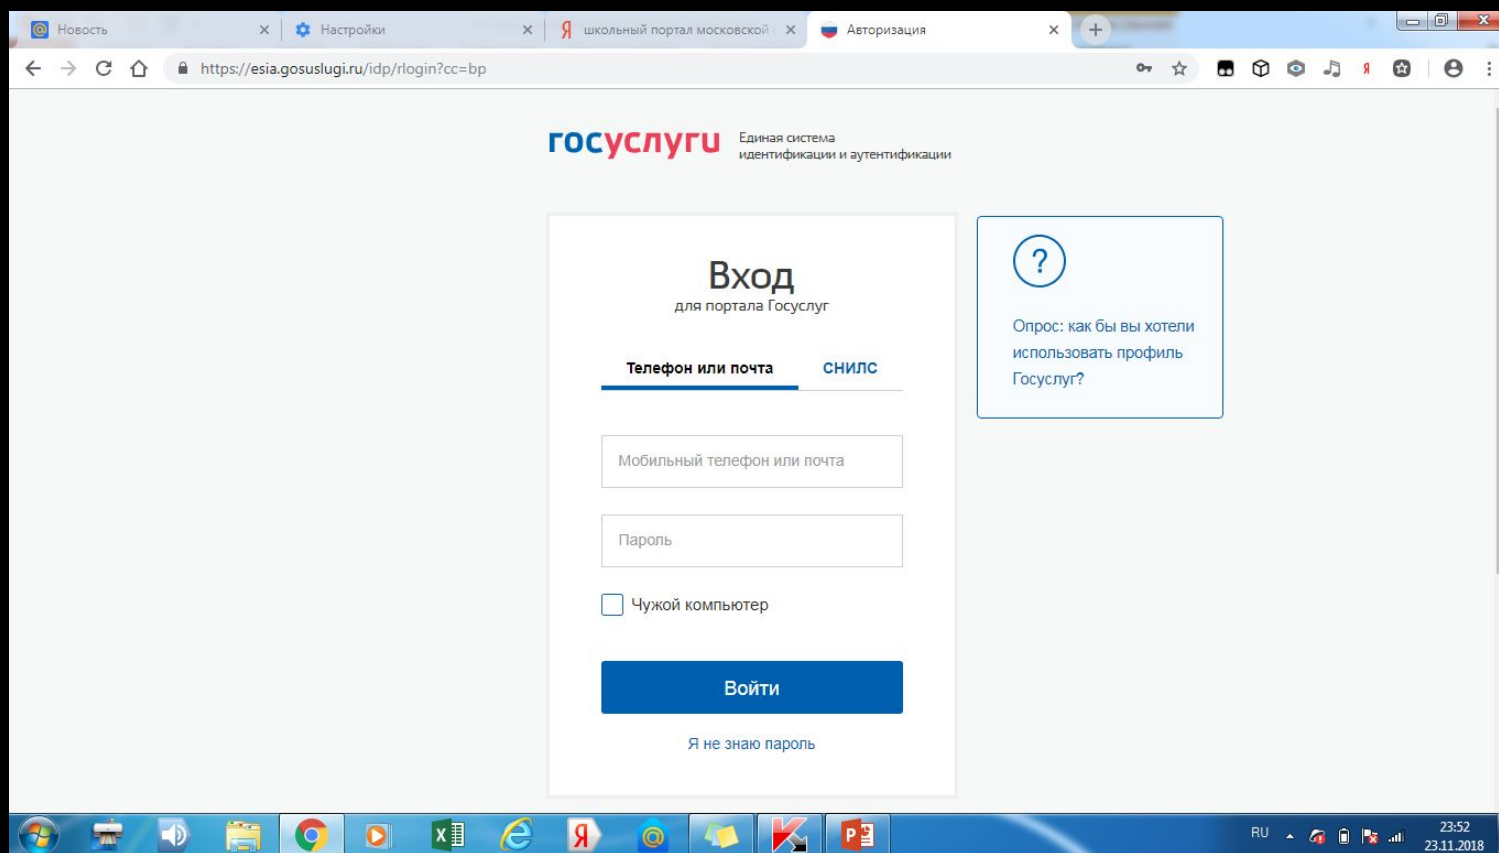 Новость
Настройки
школьный портал московской
Авторизация
https://esia.gosuslugi.ru/idp/rlogin?cc=bp
госуслуги
Единая система
идентификации и аутентификации
Вход
для портала Госуслуг
Телефон или почта СНИЛС
Мобильный телефон или почта
Пароль
Чужой компьютер
Войти
Я не знаю пароль
?
Опрос: как бы вы хотели
использовать профиль
Госуслуг?
RU
23:52
23.11.2018